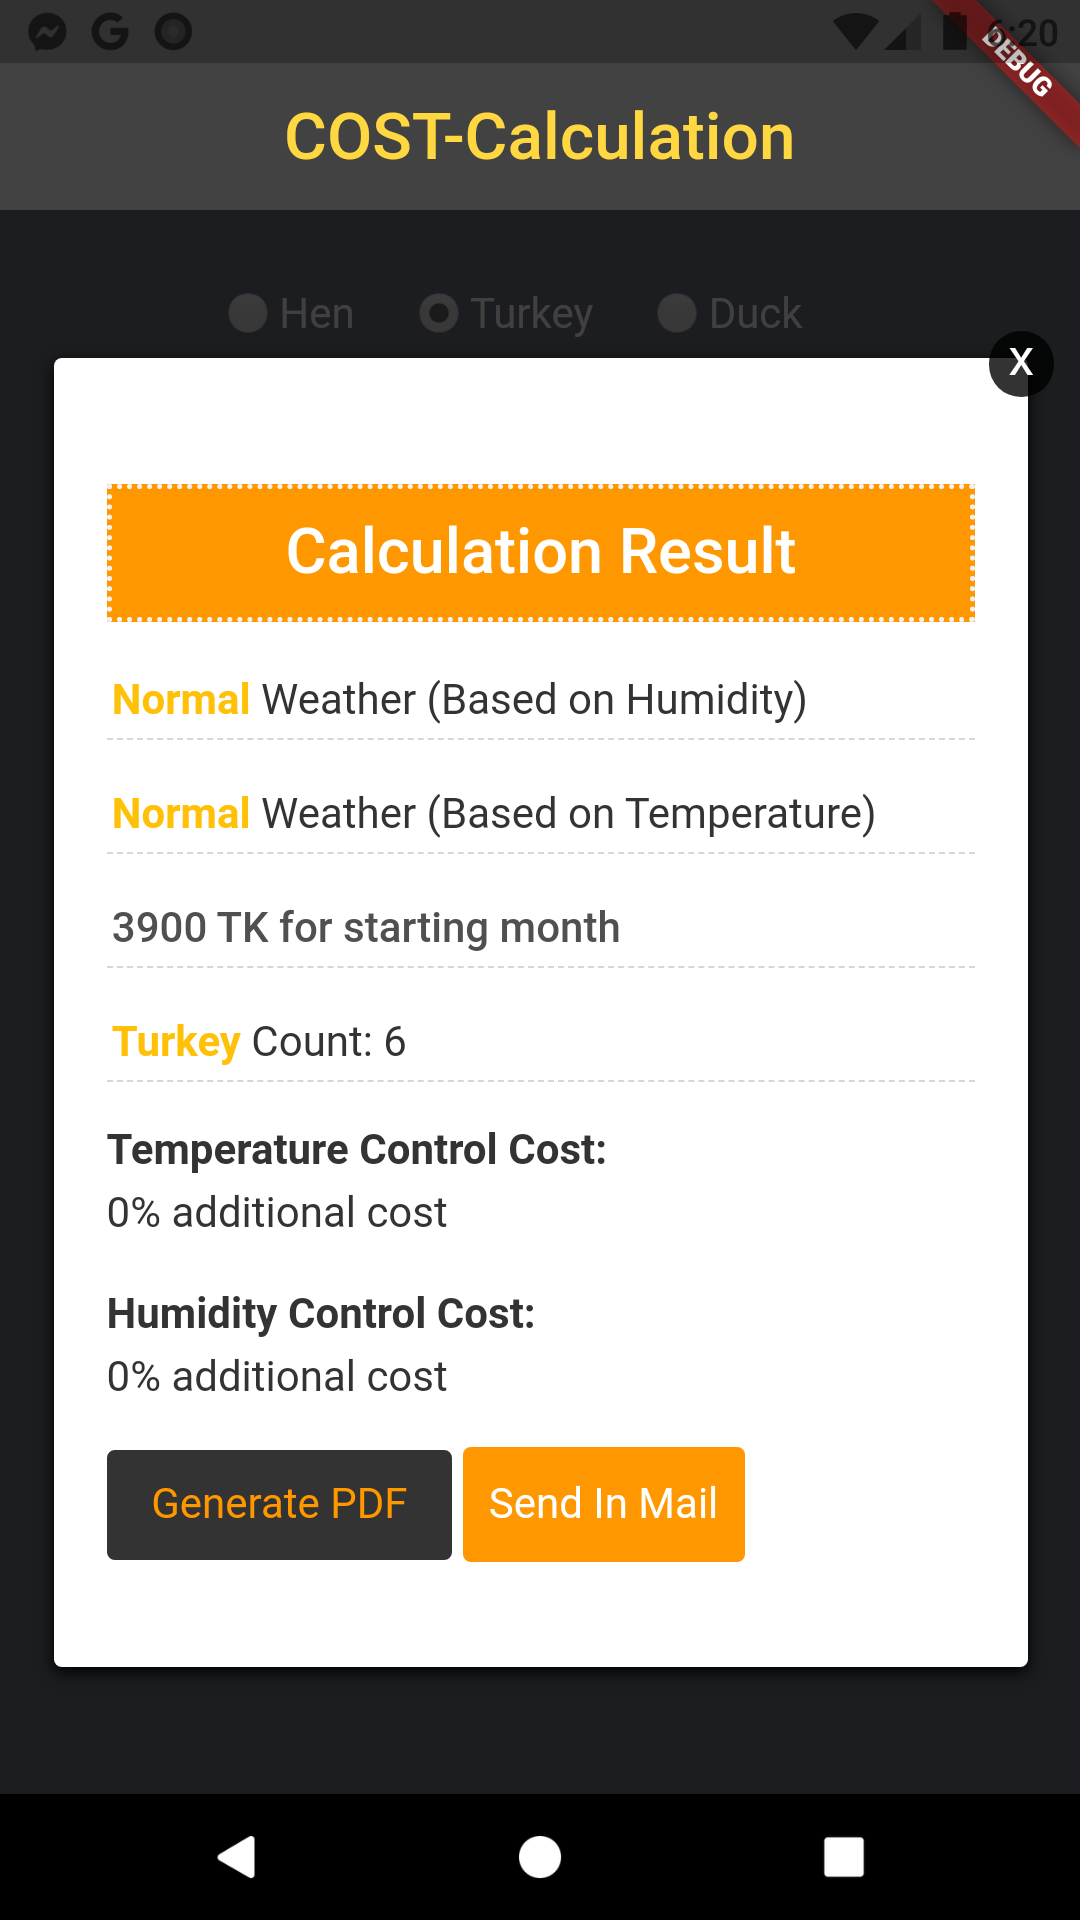 6:20
DEBUG
COST-Calculation
Hen Turkey Duck
X
Calculation Result
Normal Weather (Based on Humidity)
Normal Weather (Based on Temperature)
3900 TK for starting month
Turkey Count: 6
Temperature Control Cost:
0% additional cost
Humidity Control Cost:
0% additional cost
Generate PDF Send In Mail